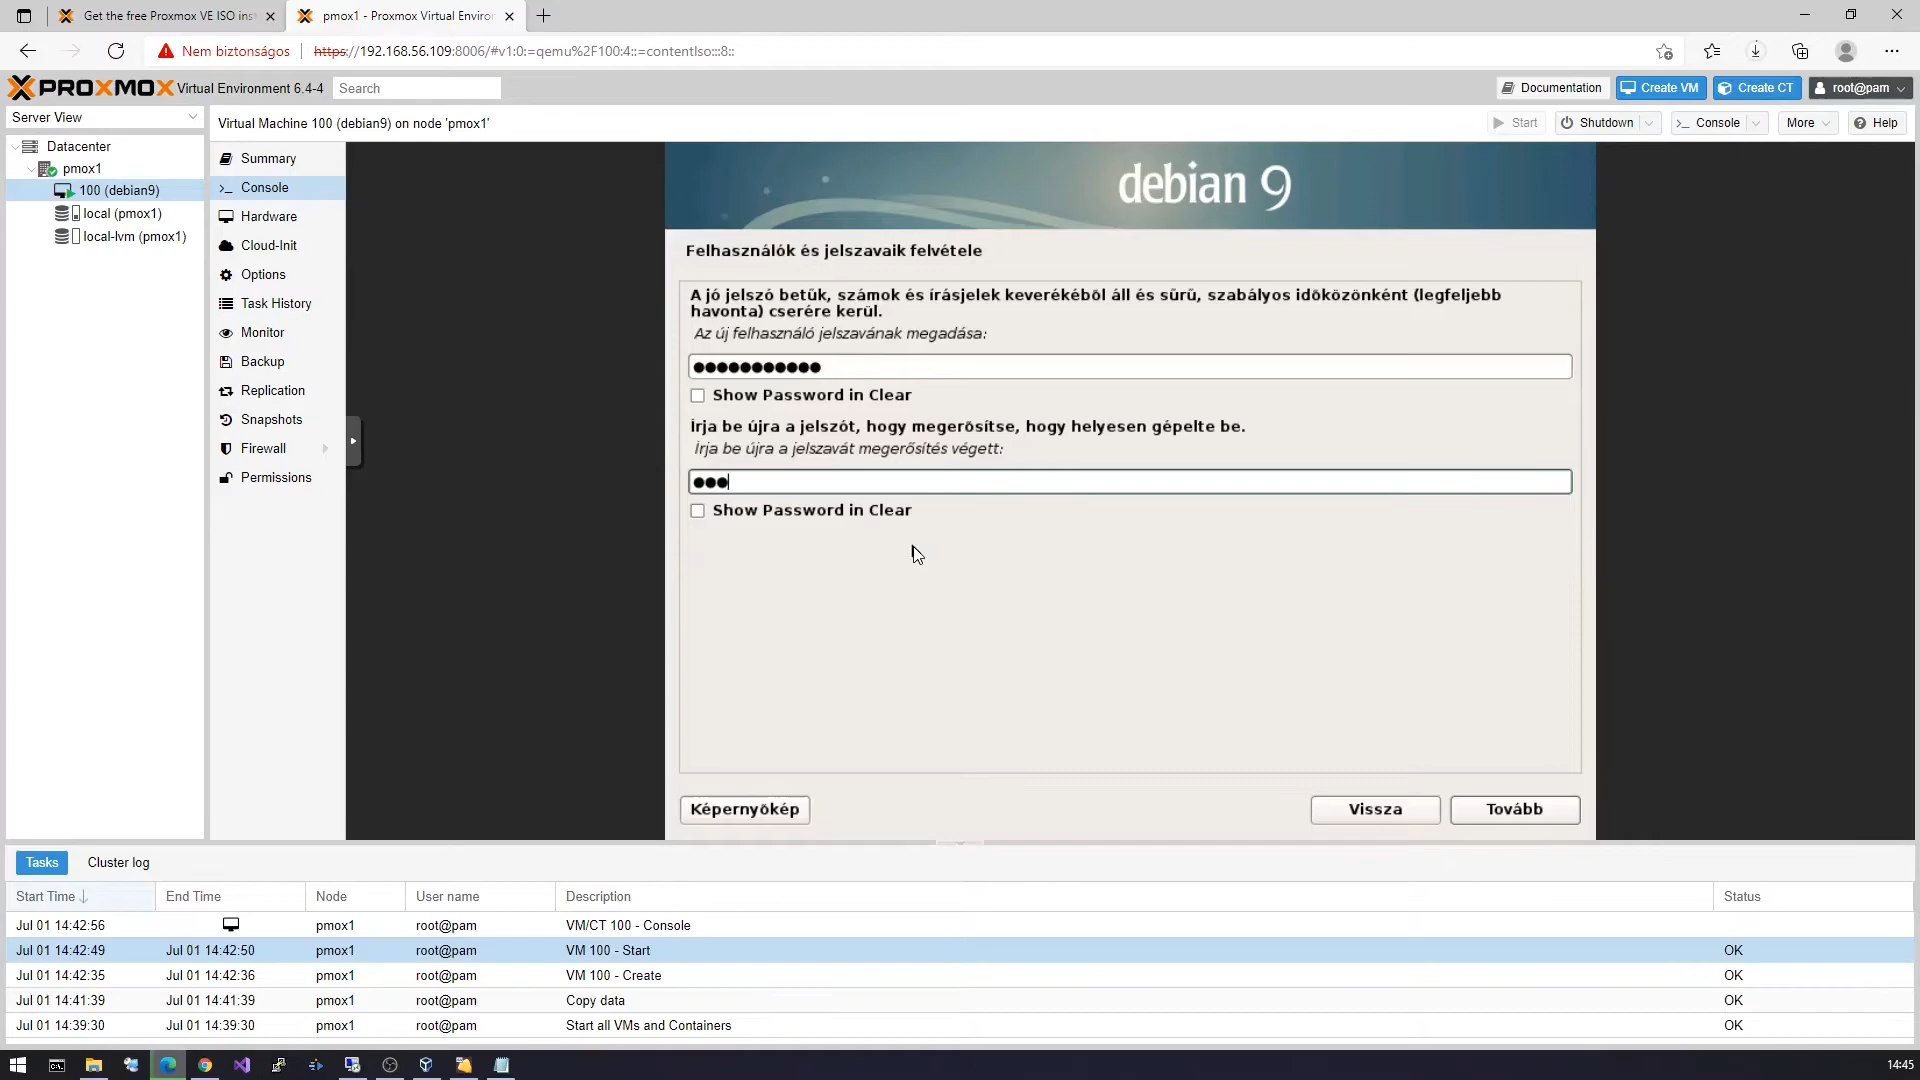 Get the free Proxmox VE ISO inst
pmox1 - Proxmox Virtual Enviror
Nem biztonságos
https://192.168.56.109:8006/#v1:0:=qemu%2F100:4::=contentIso:::8::
PROXMOX Virtual Environment 6.4-4
Search
Documentation
Create VM
Create CT
root@pam
Server View
Virtual Machine 100 (debian9) on node 'pmox1'
Start
Shutdown
Console
More
Help
Datacenter
pmox1
100 (debian9)
local (pmox1)
local-lvm (pmox1)
Summary
Console
Hardware
Cloud-Init
Options
Task History
Monitor
Backup
Replication
Snapshots
Firewall
Permissions
debian 9
Felhasználók és jelszavaik felvétele
A jó jelszó betűk, számok és írásjelek keverékéből áll és sűrű, szabályos időközönként (legfeljebb
havonta) cserére kerül.
Az új felhasználó jelszavának megadása:
Show Password in Clear
Írja be újra a jelszót, hogy megerősítse, hogy helyesen gépelte be.
Írja be újra a jelszavát megerősítés végett:
Show Password in Clear
Képernyőkép
Vissza
Tovább
Tasks
Cluster log
Start Time End Time Node User name Description Status
Jul 01 14:42:56 pmox1 root@pam VM/CT 100 - Console
Jul 01 14:42:49 Jul 01 14:42:50 pmox1 root@pam VM 100 - Start OK
Jul 01 14:42:35 Jul 01 14:42:36 pmox1 root@pam VM 100 - Create OK
Jul 01 14:41:39 Jul 01 14:41:39 pmox1 root@pam Copy data OK
Jul 01 14:39:30 Jul 01 14:39:30 pmox1 root@pam Start all VMs and Containers OK
14:45